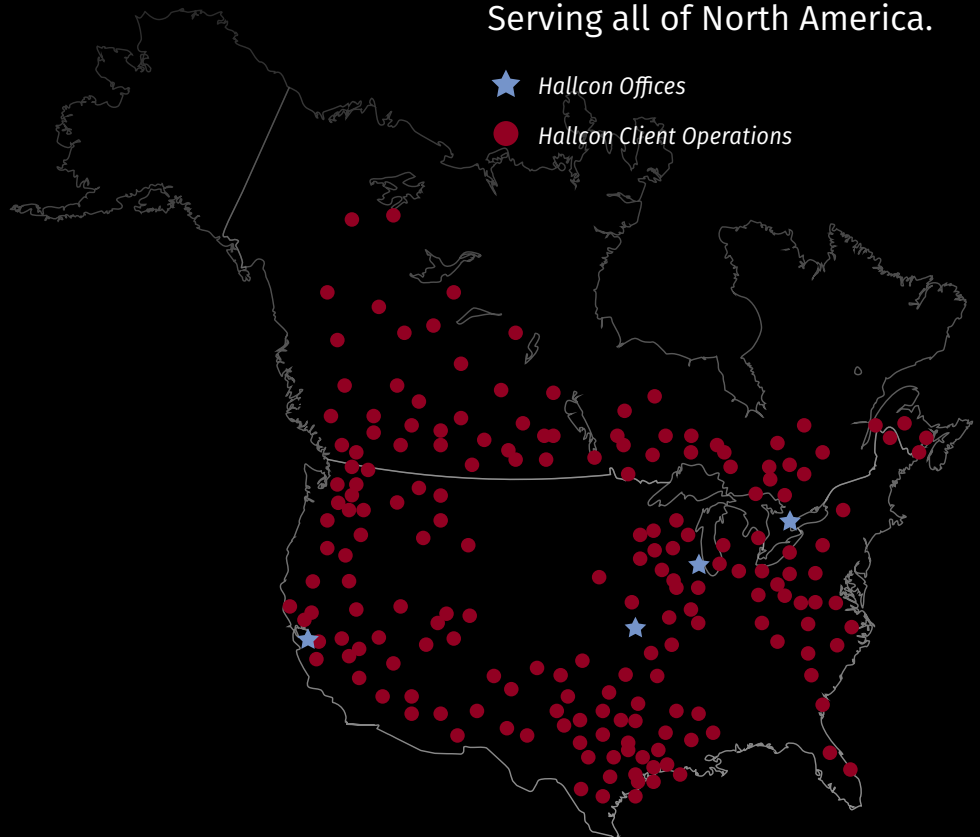 Serving all of North America.
Hallcon Offices
Hallcon Client Operations